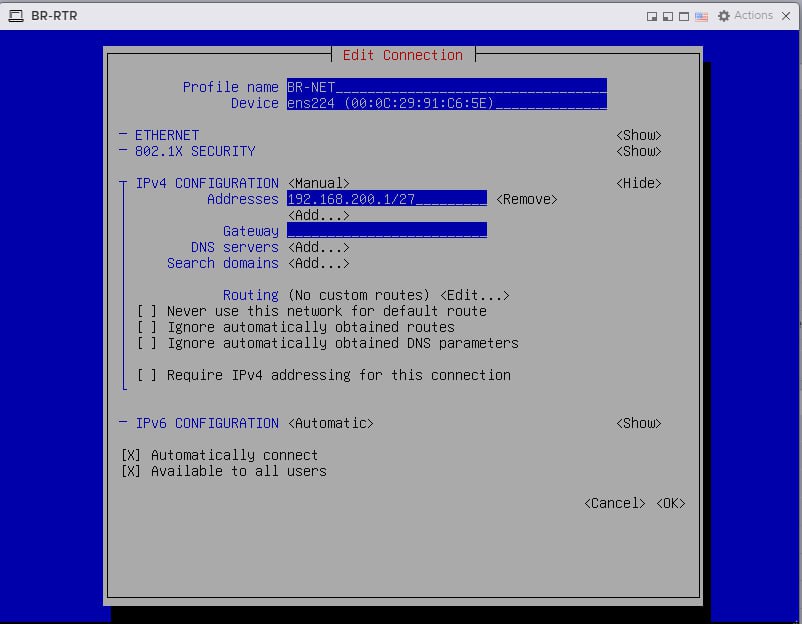 BR-RTR Actions
Edit Connection
Profile name BR-NET
Device ens224 (00:0C:29:91:C6:5E)
ETHERNET <Show>
802.1X SECURITY <Show>
IPv4 CONFIGURATION <Manual> <Hide>
Addresses 192.168.200.1/27 <Remove>
<Add...>
Gateway
DNS servers <Add...>
Search domains <Add...>
Routing (No custom routes) <Edit...>
[ ] Never use this network for default route
[ ] Ignore automatically obtained routes
[ ] Ignore automatically obtained DNS parameters
[ ] Require IPv4 addressing for this connection
IPv6 CONFIGURATION <Automatic> <Show>
[X] Automatically connect
[X] Available to all users
<Cancel> <OK>